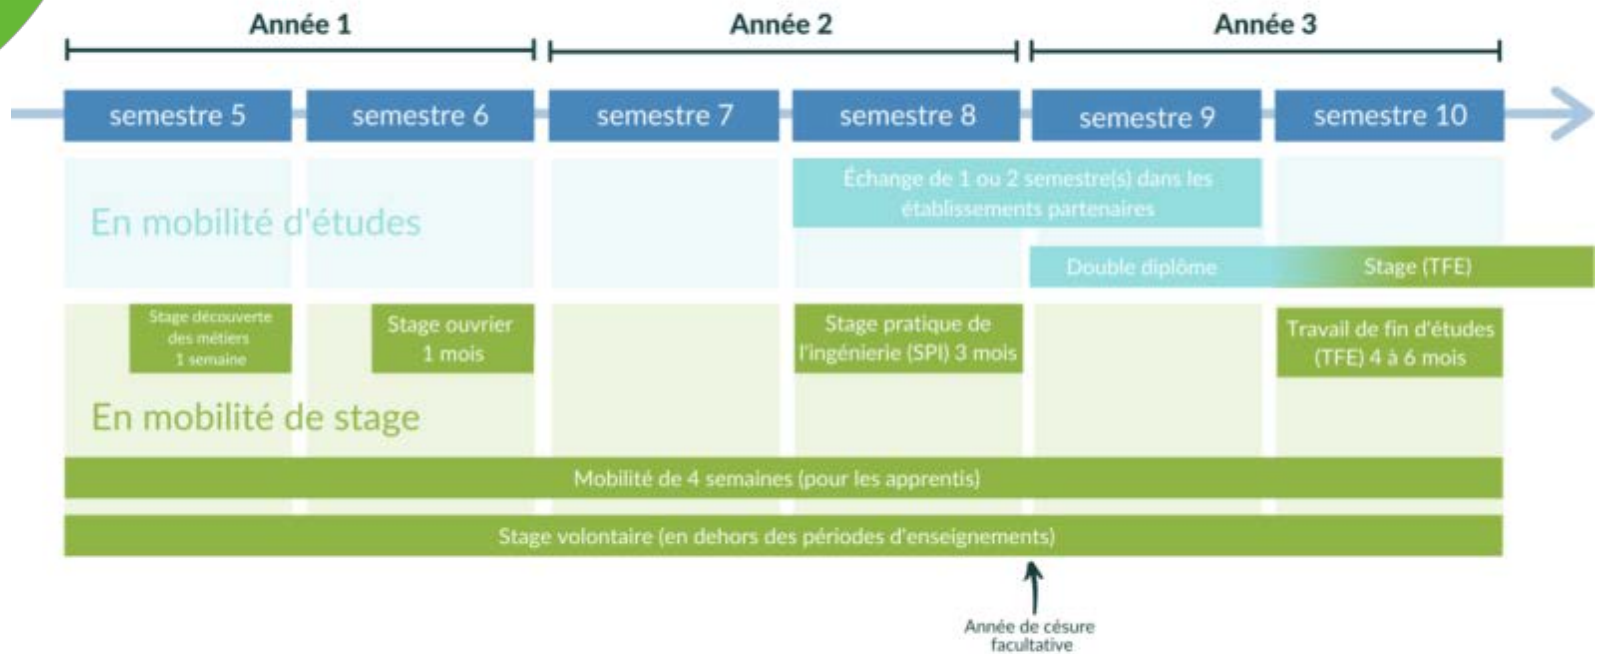 Année 1
Année 2
Année 3
semestre 5
semestre 6
semestre 7
semestre 8
semestre 9
semestre 10
En mobilité d'études
Échange de 1 ou 2 semestre(s) dans les
établissements partenaires
Double diplôme
Stage (TFE)
Stage découverte
des métiers
1 semaine
Stage ouvrier
1 mois
Stage pratique de
l'ingénierie (SPI) 3 mois
Travail de fin d'études
(TFE) 4 à 6 mois
En mobilité de stage
Mobilité de 4 semaines (pour les apprentis)
Stage volontaire (en dehors des périodes d'enseignements)
Année de césure
facultative